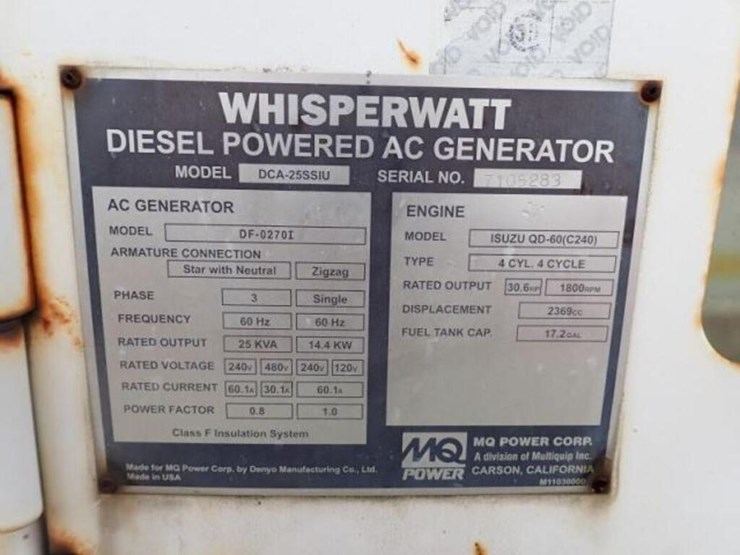 VOID VOID
VOID VOID
WHISPERWATT
DIESEL POWERED AC GENERATOR
MODEL DCA-25SSIU SERIAL NO. 7105283
AC GENERATOR
MODEL DF-0270I
ARMATURE CONNECTION
Star with Neutral Zigzag
PHASE 3 Single
FREQUENCY 60 Hz 60 Hz
RATED OUTPUT 25 KVA 14.4 KW
RATED VOLTAGE 240V 480V 240V 120V
RATED CURRENT 60.1A 30.1A 60.1A
POWER FACTOR 0.8 1.0
Class F Insulation System
ENGINE
MODEL ISUZU QD-60(C240)
TYPE 4 CYL. 4 CYCLE
RATED OUTPUT 30.6HP 1800RPM
DISPLACEMENT 2369CC
FUEL TANK CAP. 17.2GAL
Made for MQ Power Corp. by Denyo Manufacturing Co., Ltd.
Made in USA
MQ
POWER
MQ POWER CORP.
A division of Multiquip Inc.
CARSON, CALIFORNIA